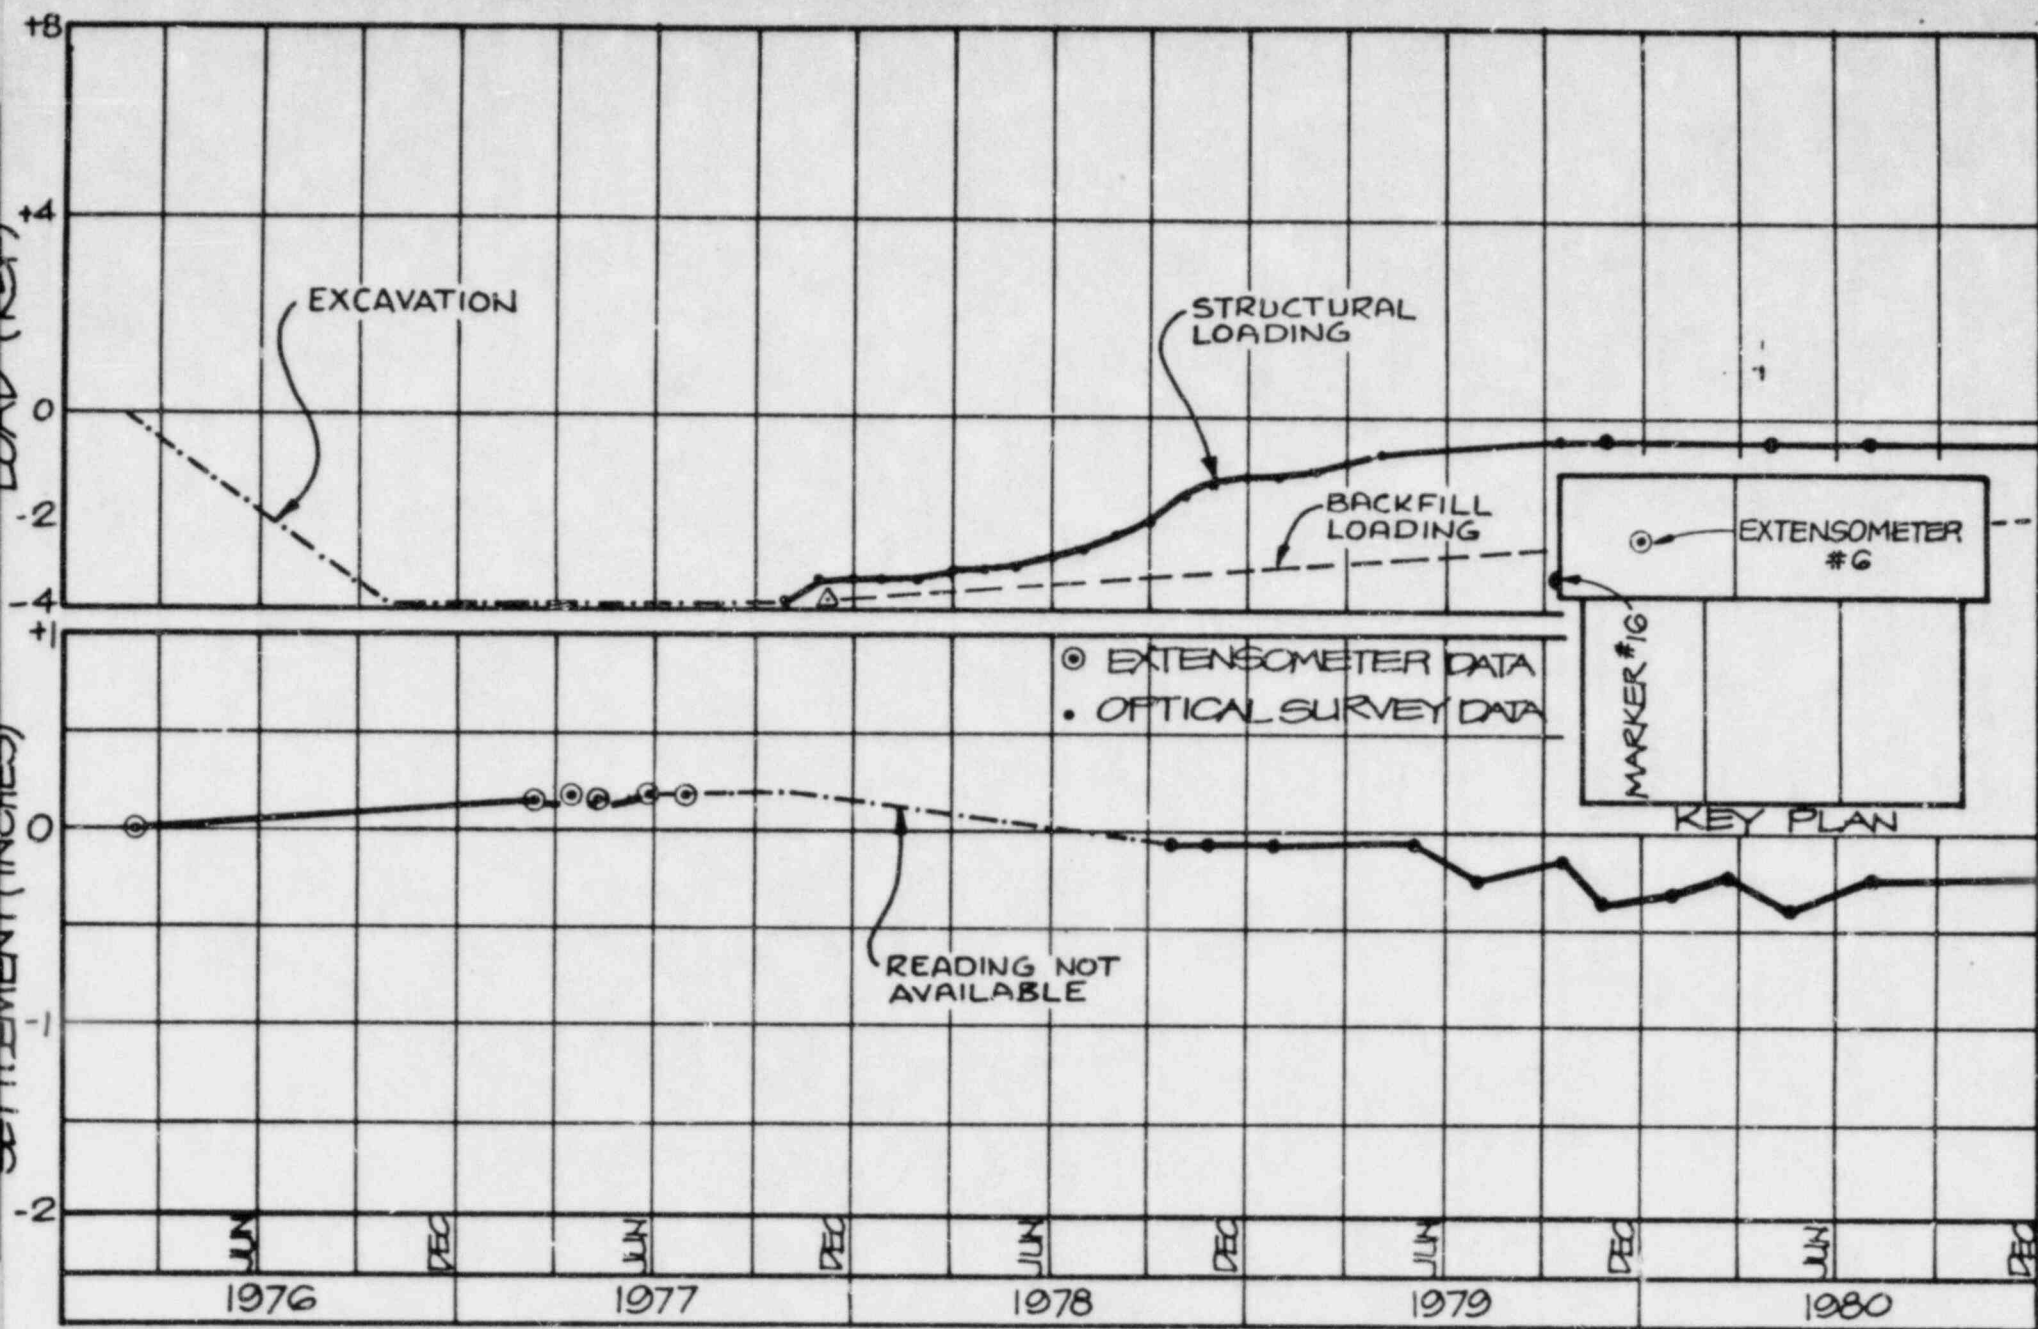 +8
+4
0
-2
-4
EXCAVATION
STRUCTURAL
LOADING
BACKFILL
LOADING
EXTENSOMETER
#6
MARKER #16
KEY PLAN
+1
0
-1
-2
SETTLEMENT (INCHES)
EXTENSOMETER DATA
OPTICAL SURVEY DATA
READING NOT
AVAILABLE
JUN DEC JUN DEC JUN DEC JUN DEC JUN DEC
1976 1977 1978 1979 1980